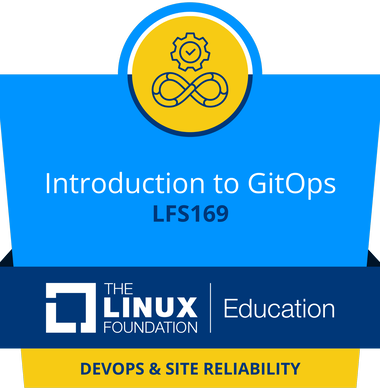 Introduction to GitOps
LFS169
THE
LINUX
FOUNDATION
Education
DEVOPS & SITE RELIABILITY